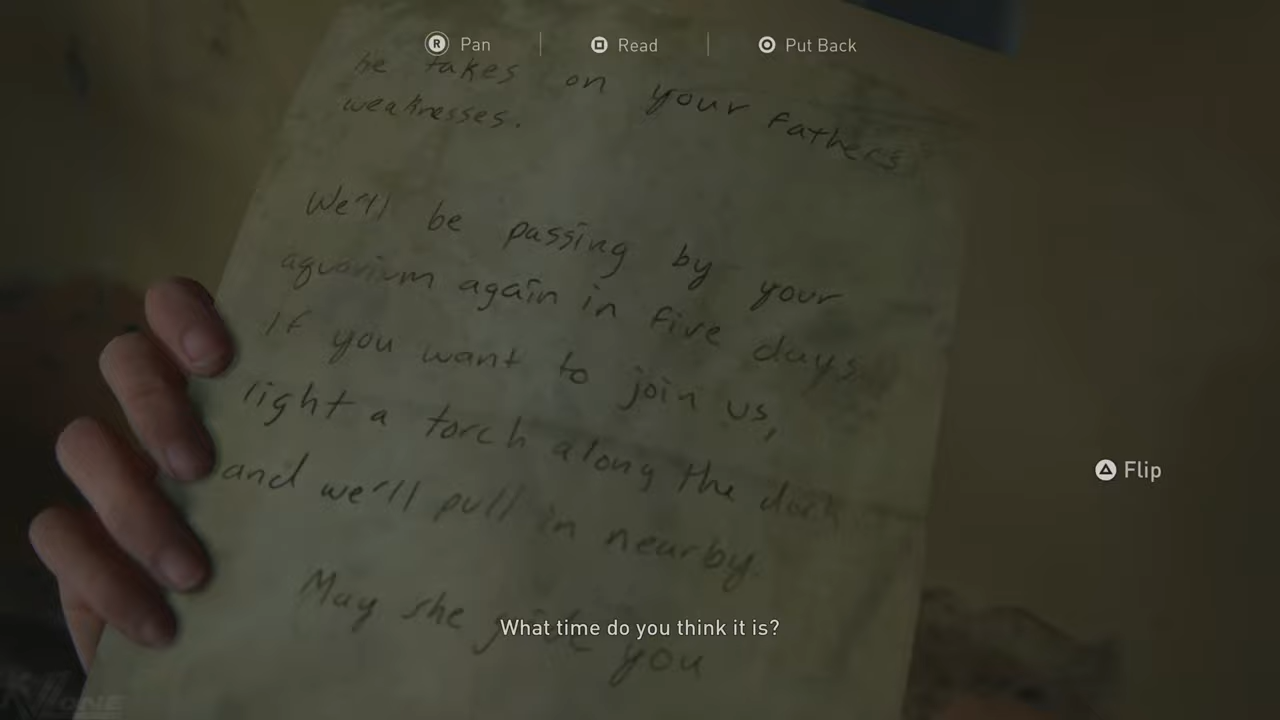 R Pan | Read | Put Back
he takes on your fathers
weaknesses.
We'll be passing by your
aquarium again in five days.
If you want to join us,
light a torch along the dock
and we'll pull in nearby.
Flip
May she guide you
What time do you think it is?